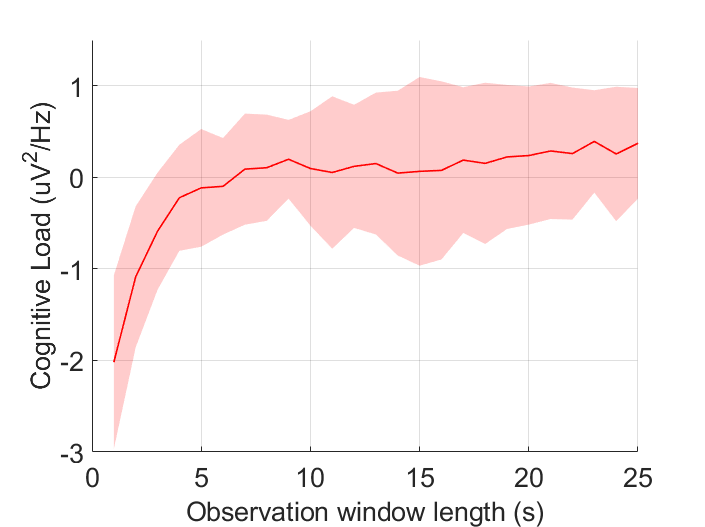 Cognitive Load (uV²/Hz)
1
0
-1
-2
-3
0 5 10 15 20 25
Observation window length (s)